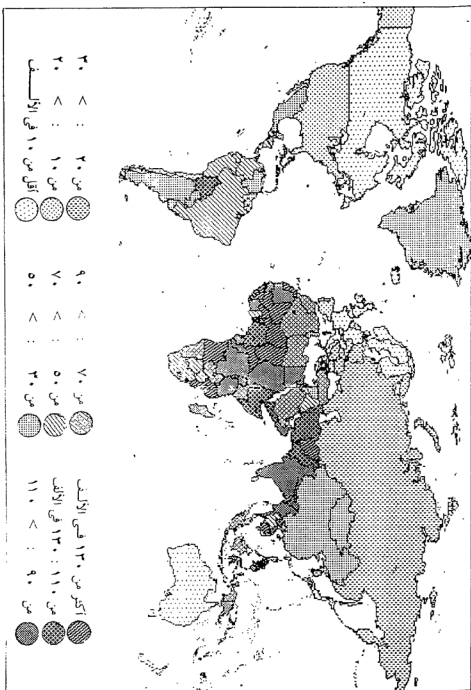 أكثر من ١٣٠ في الألف
من ١١٠ : ١٣٠ في الألف
من ٩٠ : < ١١٠
من ٧٠ : < ٩٠
من ٥٠ : < ٧٠
من ٣٠ : < ٥٠
من ٢٠ : < ٣٠
من ١٠ : < ٢٠
أقل من ١٠ في الألـــف